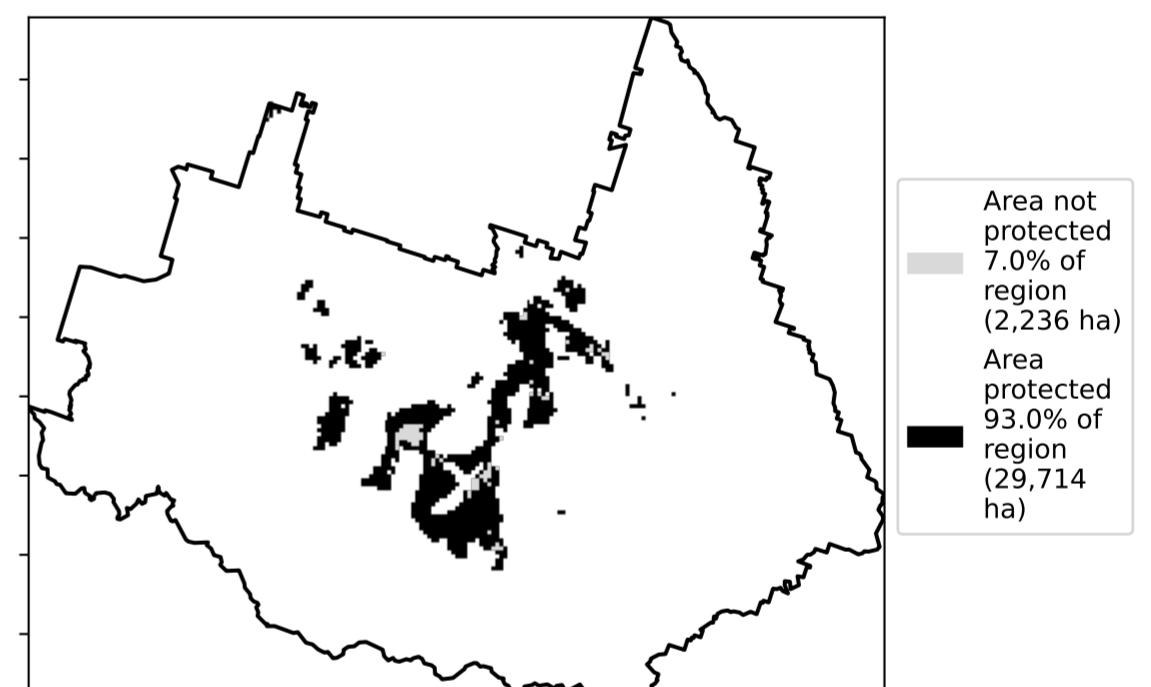 Area not
protected
7.0% of
region
(2,236 ha)
Area
protected
93.0% of
region
(29,714
ha)